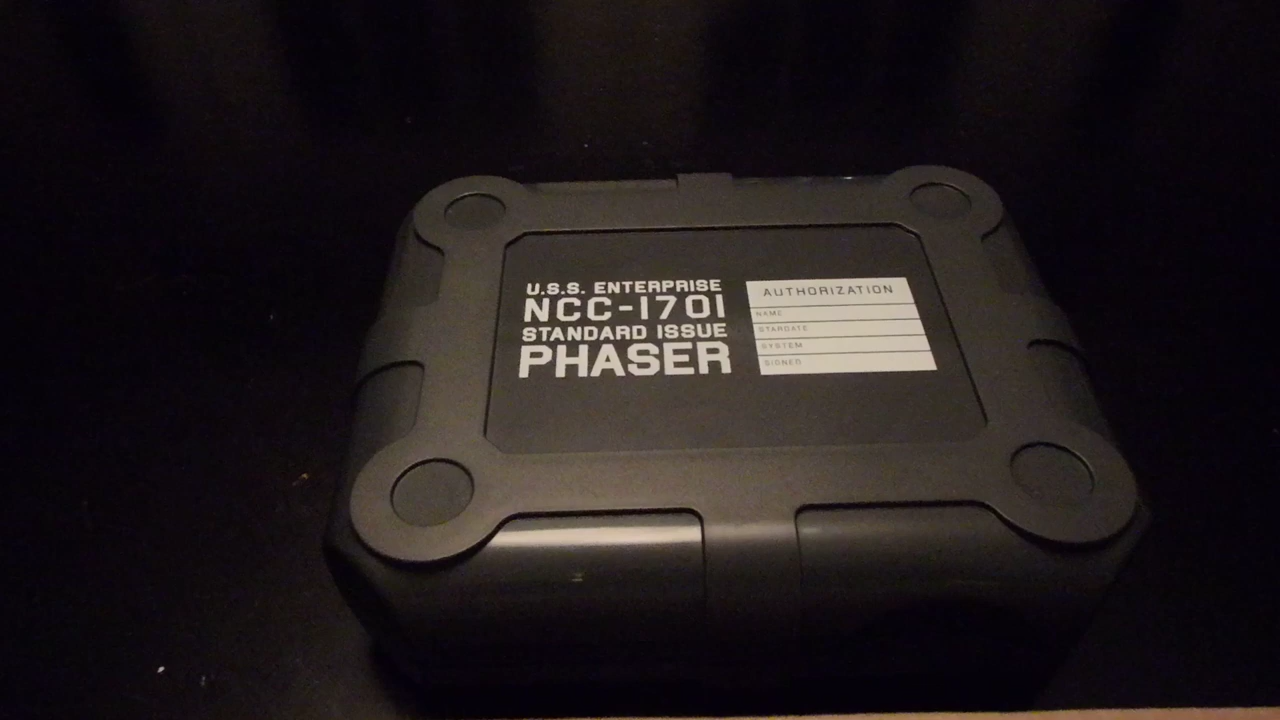 U.S.S. ENTERPRISE
NCC-1701
STANDARD ISSUE
PHASER
AUTHORIZATION
NAME
STARDATE
SYSTEM
SIGNED